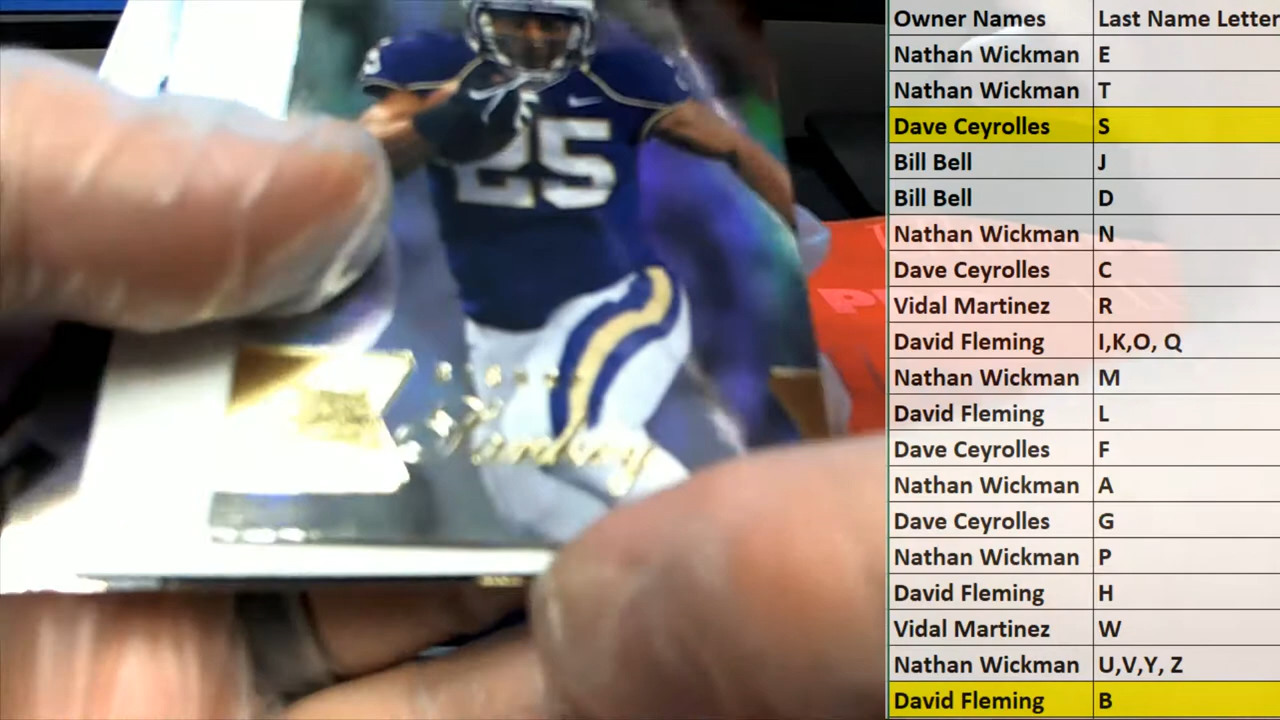 Owner Names Last Name Letter
Nathan Wickman E
Nathan Wickman T
Dave Ceyrolles S
Bill Bell J
Bill Bell D
Nathan Wickman N
Dave Ceyrolles C
Vidal Martinez R
David Fleming I,K,O, Q
Nathan Wickman M
David Fleming L
Dave Ceyrolles F
Nathan Wickman A
Dave Ceyrolles G
Nathan Wickman P
David Fleming H
Vidal Martinez W
Nathan Wickman U,V,Y, Z
David Fleming B
25